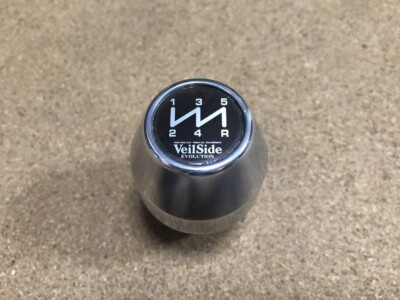 1 3 5
2 4 R
VeilSide
EVOLUTION